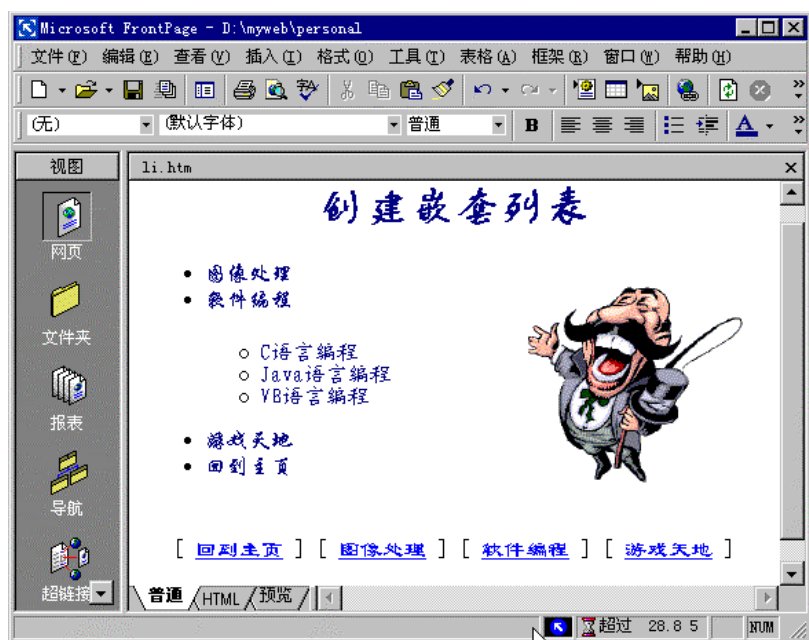 Microsoft FrontPage - D:\myweb\personal
文件(F) 编辑(E) 查看(V) 插入(I) 格式(O) 工具(T) 表格(A) 框架(R) 窗口(W) 帮助(H)
(无) (默认字体) 普通 B A
视图 li.htm
网页
文件夹
报表
导航
超链接
创建嵌套列表
• 图像处理
• 软件编程
o C语言编程
o Java语言编程
o VB语言编程
• 游戏天地
• 回到主页
[ 回到主页 ] [ 图像处理 ] [ 软件编程 ] [ 游戏天地 ]
普通 HTML 预览
超过 28.8 5 NUM